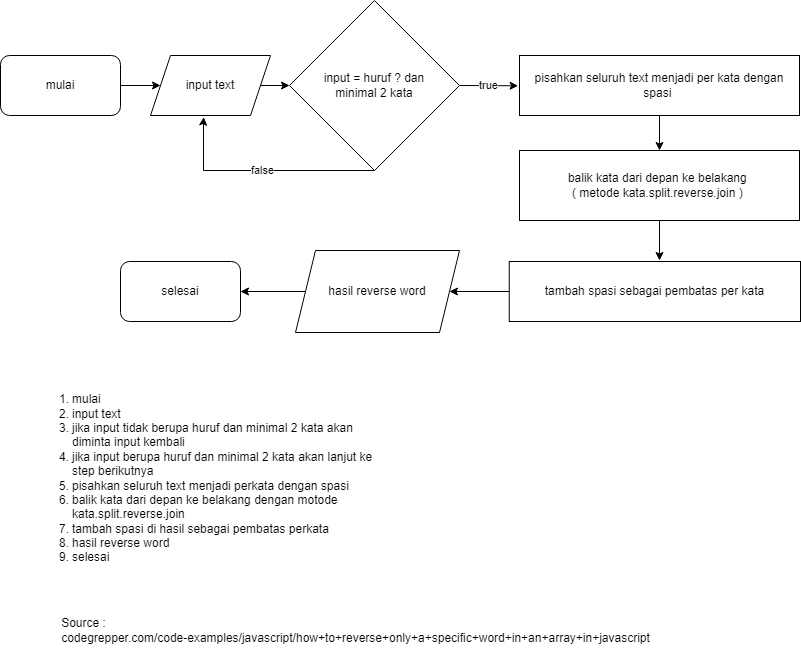 mulai
input text
input = huruf ? dan
minimal 2 kata
true
pisahkan seluruh text menjadi per kata dengan
spasi
false
balik kata dari depan ke belakang
( metode kata.split.reverse.join )
selesai
hasil reverse word
tambah spasi sebagai pembatas per kata
1. mulai
2. input text
3. jika input tidak berupa huruf dan minimal 2 kata akan
diminta input kembali
4. jika input berupa huruf dan minimal 2 kata akan lanjut ke
step berikutnya
5. pisahkan seluruh text menjadi perkata dengan spasi
6. balik kata dari depan ke belakang dengan motode
kata.split.reverse.join
7. tambah spasi di hasil sebagai pembatas perkata
8. hasil reverse word
9. selesai
Source :
codegrepper.com/code-examples/javascript/how+to+reverse+only+a+specific+word+in+an+array+in+javascript